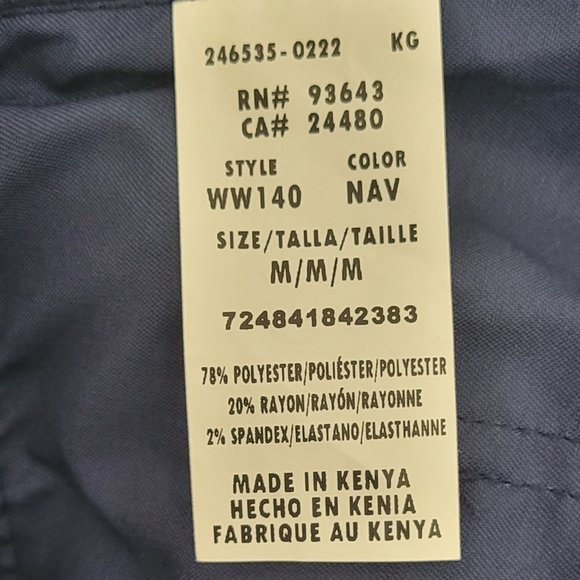 246535-0222 KG
RN# 93643
CA# 24480
STYLE COLOR
WW140 NAV
SIZE/TALLA/TAILLE
M/M/M
724841842383
78% POLYESTER/POLIÉSTER/POLYESTER
20% RAYON/RAYÓN/RAYONNE
2% SPANDEX/ELASTANO/ELASTHANNE
MADE IN KENYA
HECHO EN KENIA
FABRIQUE AU KENYA